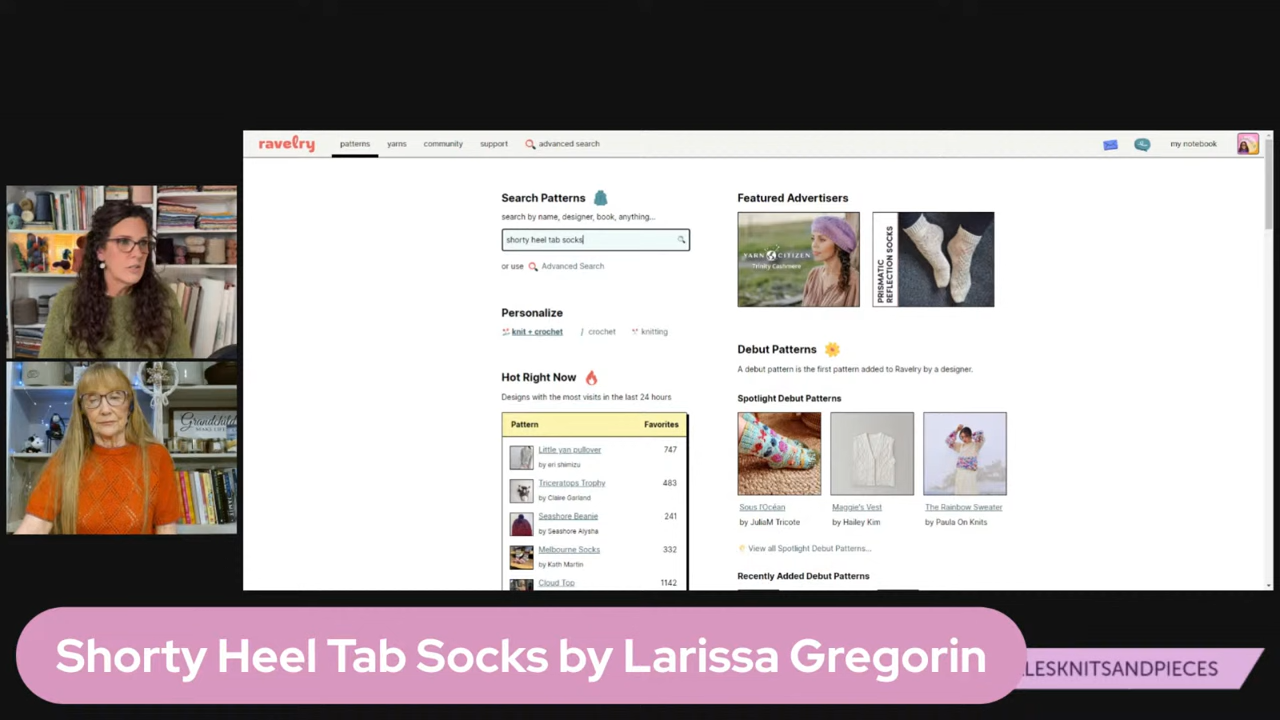 ravelry
patterns
yarns
community
support
advanced search
my notebook
Search Patterns
search by name, designer, book, anything...
shorty heel tab socks
or use Advanced Search
Personalize
knit + crochet
crochet
knitting
Hot Right Now
Designs with the most visits in the last 24 hours
Pattern Favorites
Little yan pullover 747
by eri shimizu
Triceratops Trophy 483
by Claire Garland
Seashore Beanie 241
by Seashore Alysha
Melbourne Socks 332
by Kath Martin
Cloud Top 1142
Featured Advertisers
YARN CITIZEN
Trinity Cashmere
PRISMATIC
REFLECTION SOCKS
Debut Patterns
A debut pattern is the first pattern added to Ravelry by a designer.
Spotlight Debut Patterns
Sous l'Océan
by JuliaM Tricote
Maggie's Vest
by Hailey Kim
The Rainbow Sweater
by Paula On Knits
View all Spotlight Debut Patterns...
Recently Added Debut Patterns
Shorty Heel Tab Socks by Larissa Gregorin
LESKNITSANDPIECES